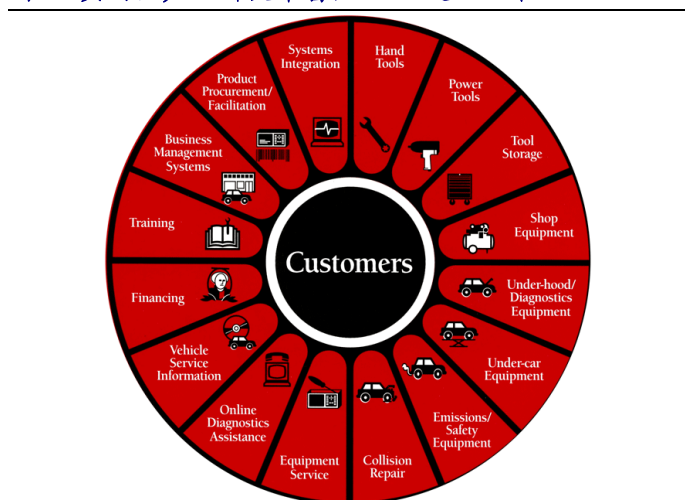 Systems
Integration
Hand
Tools
Power
Tools
Tool
Storage
Shop
Equipment
Under-hood/
Diagnostics
Equipment
Under-car
Equipment
Emissions/
Safety
Equipment
Collision
Repair
Equipment
Service
Online
Diagnostics
Assistance
Vehicle
Service
Information
Financing
Training
Business
Management
Systems
Product
Procurement/
Facilitation
Customers